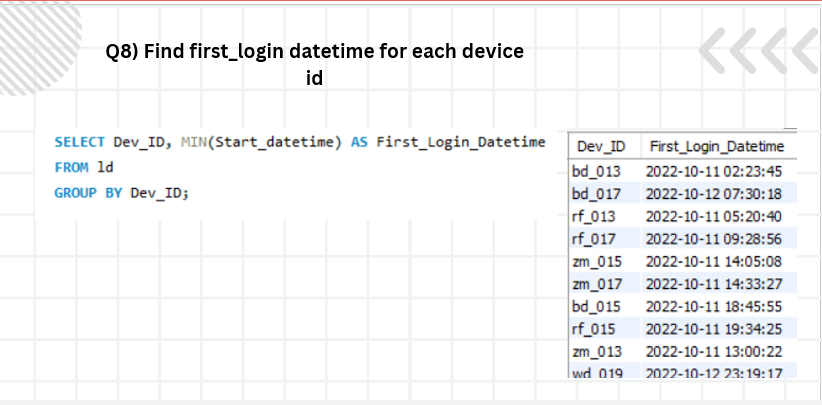 Q8) Find first_login datetime for each device
id
SELECT Dev_ID, MIN(Start_datetime) AS First_Login_Datetime
FROM ld
GROUP BY Dev_ID;
Dev_ID First_Login_Datetime
bd_013 2022-10-11 02:23:45
bd_017 2022-10-12 07:30:18
rf_013 2022-10-11 05:20:40
rf_017 2022-10-11 09:28:56
zm_015 2022-10-11 14:05:08
zm_017 2022-10-11 14:33:27
bd_015 2022-10-11 18:45:55
rf_015 2022-10-11 19:34:25
zm_013 2022-10-11 13:00:22
wd_019 2022-10-12 23:19:17